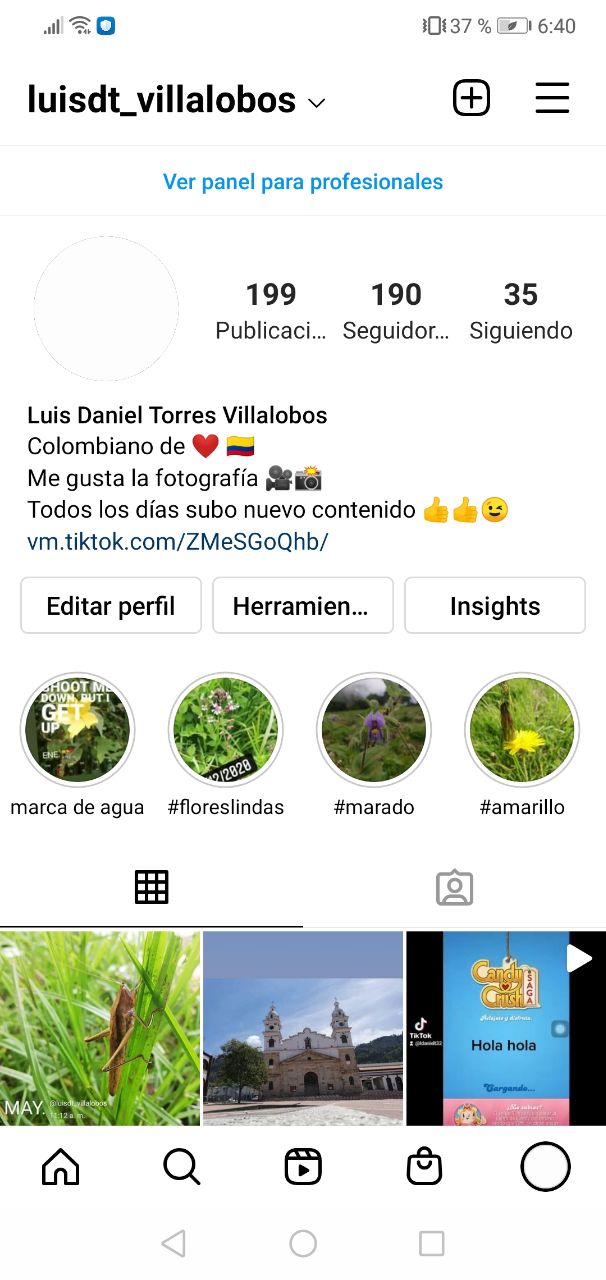 37 % 6:40
luisdt_villalobos
Ver panel para profesionales
199 190 35
Publicaci... Seguidor... Siguiendo
Luis Daniel Torres Villalobos
Colombiano de ❤️ 🇨🇴
Me gusta la fotografía 🎥📸
Todos los días subo nuevo contenido 👍👍😉
vm.tiktok.com/ZMeSGoQhb/
Editar perfil Herramien... Insights
SHOOT ME
DOWN, BUT I
GET
UP
ENE
12/2020
marca de agua #floreslindas #marado #amarillo
Candy
Crush
SAGA
Relájate y disfruta.
TikTok
Hola hola
Cargando...
¿Lo sabías?
MAY. @luisdt_villalobos
11:12 a. m.